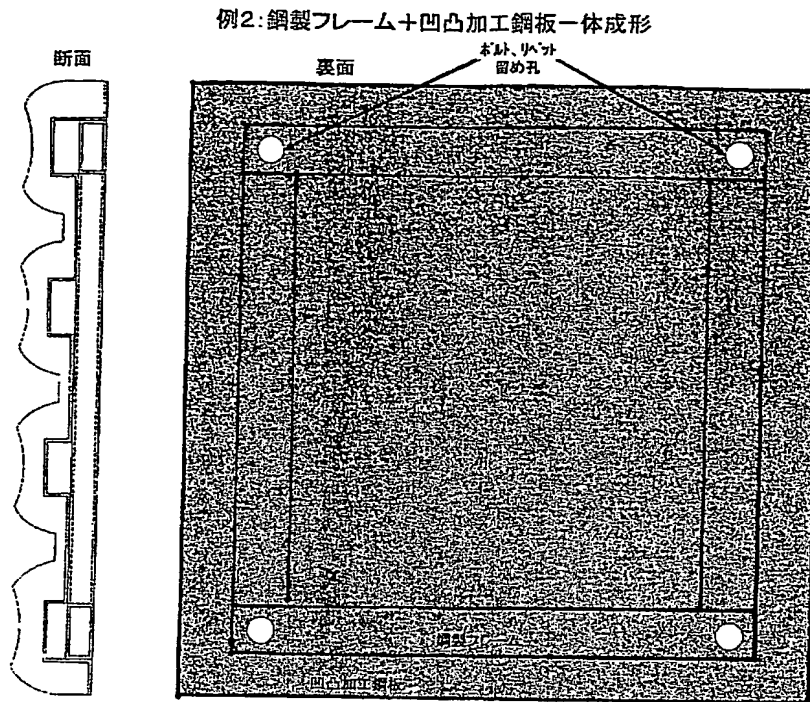 例2:鋼製フレーム+凹凸加工鋼板一体成形
断面
裏面
ボルト、リベット
留め孔
鋼製フレーム
凹凸加工鋼板